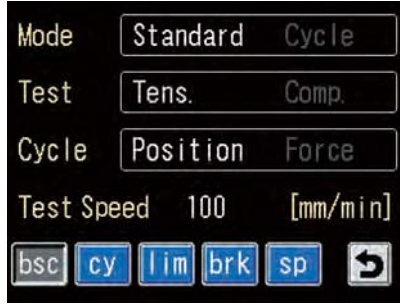 Mode Standard Cycle
Test Tens. Comp.
Cycle Position Force
Test Speed 100 [mm/min]
bsc cy lim brk sp